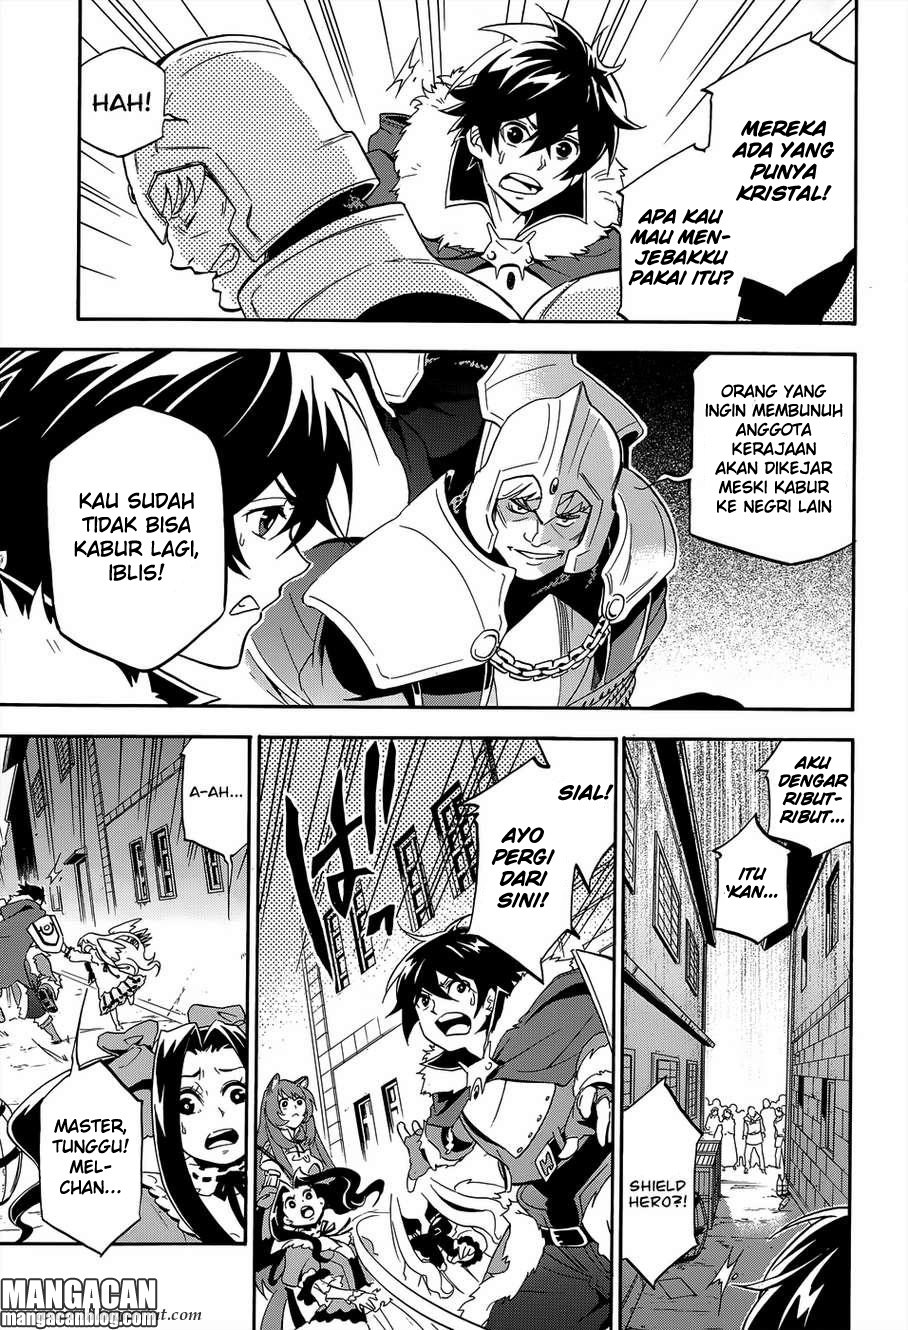 MEREKA
ADA YANG
PUNYA
KRISTAL!
APA KAU
MAU MEN-
JEBAKKU
PAKAI ITU?
HAH!
ORANG YANG
INGIN MEMBUNUH
ANGGOTA
KERAJAAN
AKAN DIKEJAR
MESKI KABUR
KE NEGRI LAIN
KAU SUDAH
TIDAK BISA
KABUR LAGI,
IBLIS!
AKU
DENGAR
RIBUT-
RIBUT...
ITU
'KAN...
SHIELD
HERO?!
SIAL!
AYO
PERGI
DARI
SINI!
ばっ
A-AH...
MASTER,
TUNGGU!
MEL-
CHAN...
MANGACAN
mangacanblog.com